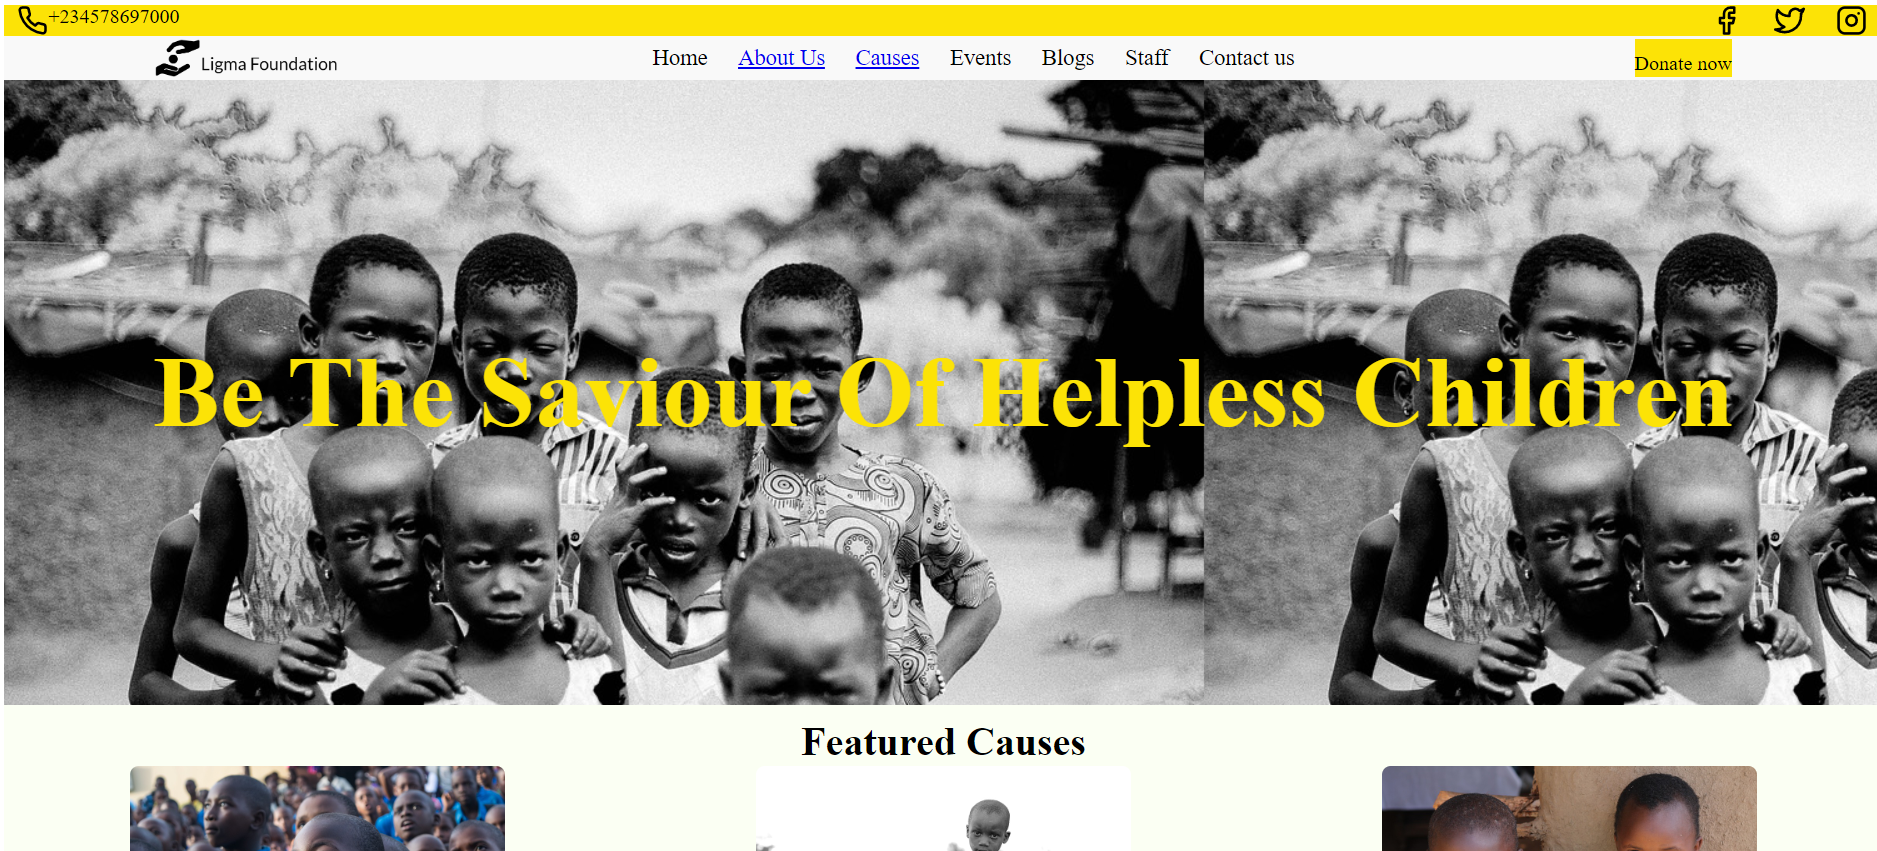 +234578697000
Ligma Foundation Home About Us Causes Events Blogs Staff Contact us Donate now
Be The Saviour Of Helpless Children
Featured Causes